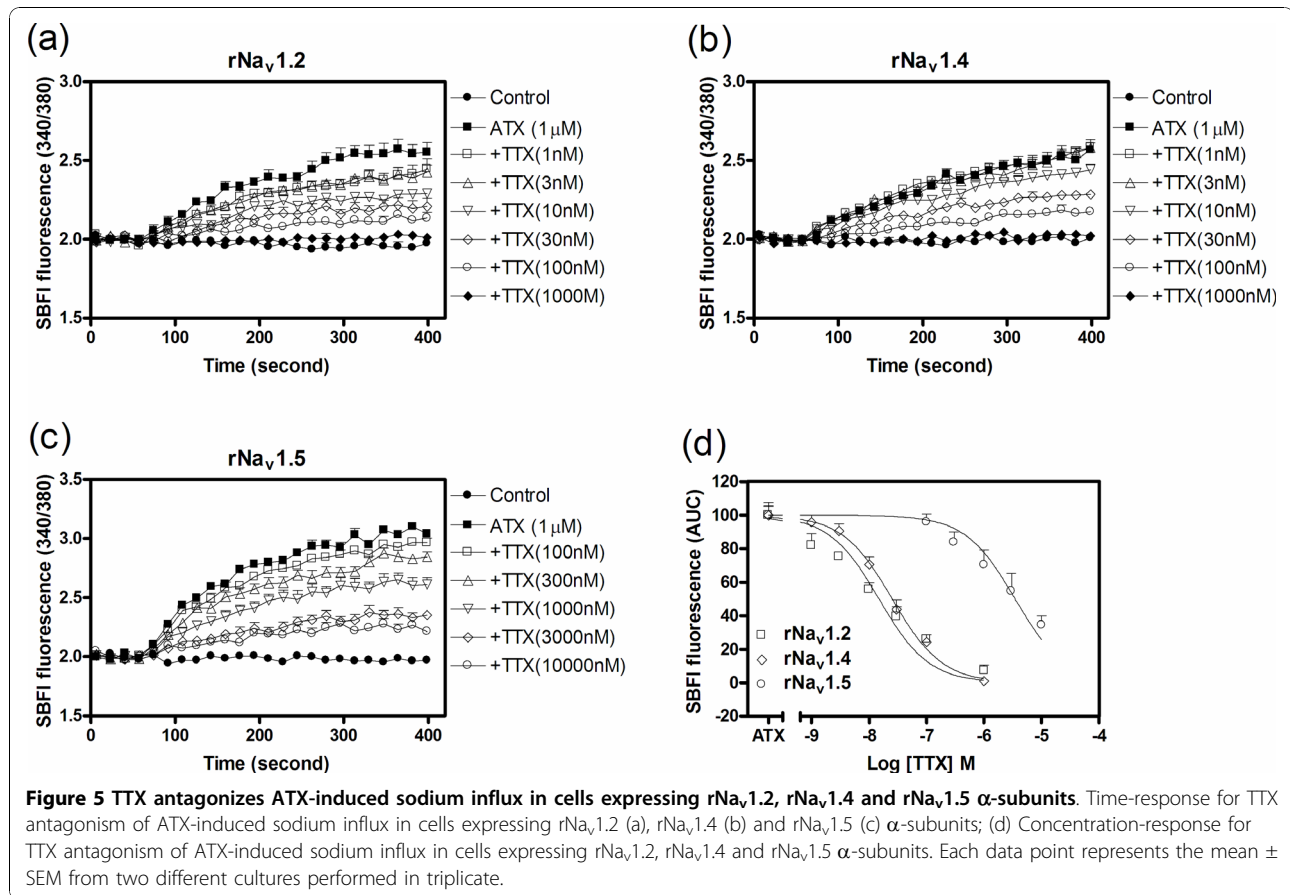 (a)
rNav1.2
SBFI fluorescence (340/380)
3.0
2.5
2.0
1.5
0 100 200 300 400
Time (second)
Control
ATX (1μM)
+TTX(1nM)
+TTX(3nM)
+TTX(10nM)
+TTX(30nM)
+TTX(100nM)
+TTX(1000M)
(b)
rNav1.4
SBFI fluorescence (340/380)
3.0
2.5
2.0
1.5
0 100 200 300 400
Time (second)
Control
ATX (1μM)
+TTX(1nM)
+TTX(3nM)
+TTX(10nM)
+TTX(30nM)
+TTX(100nM)
+TTX(1000nM)
(c)
rNav1.5
SBFI fluorescence (340/380)
3.5
3.0
2.5
2.0
1.5
0 100 200 300 400
Time (second)
Control
ATX (1μM)
+TTX(100nM)
+TTX(300nM)
+TTX(1000nM)
+TTX(3000nM)
+TTX(10000nM)
(d)
SBFI fluorescence (AUC)
120
100
80
60
40
20
0
-20
rNav1.2
rNav1.4
rNav1.5
ATX -9 -8 -7 -6 -5 -4
Log [TTX] M
Figure 5 TTX antagonizes ATX-induced sodium influx in cells expressing rNav1.2, rNav1.4 and rNav1.5 α-subunits. Time-response for TTX
antagonism of ATX-induced sodium influx in cells expressing rNav1.2 (a), rNav1.4 (b) and rNav1.5 (c) α-subunits; (d) Concentration-response for
TTX antagonism of ATX-induced sodium influx in cells expressing rNav1.2, rNav1.4 and rNav1.5 α-subunits. Each data point represents the mean ±
SEM from two different cultures performed in triplicate.